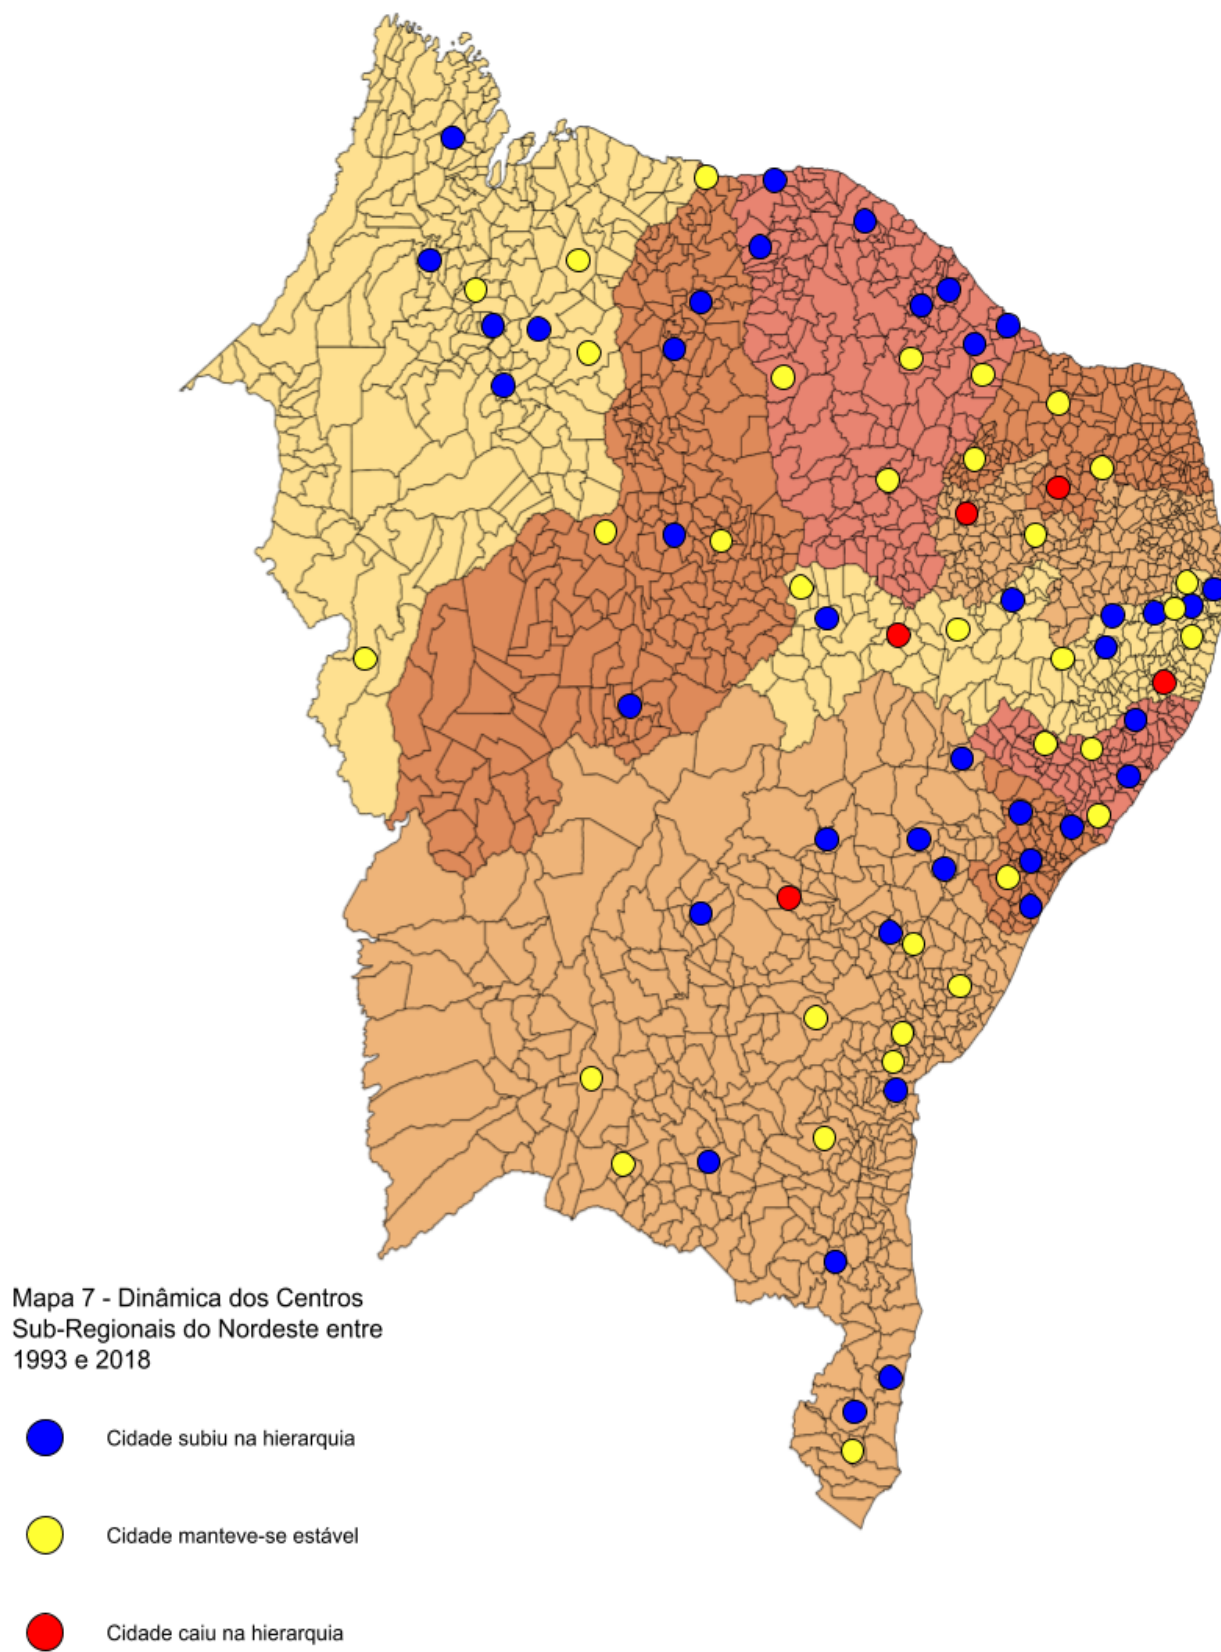 Mapa 7 - Dinâmica dos Centros
Sub-Regionais do Nordeste entre
1993 e 2018
Cidade subiu na hierarquia
Cidade manteve-se estável
Cidade caiu na hierarquia